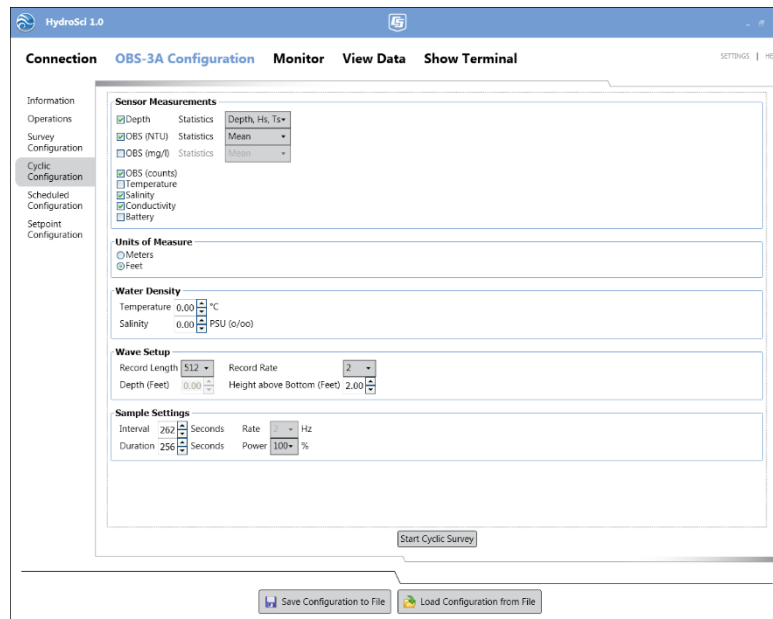 HydroSci 1.0
Connection OBS-3A Configuration Monitor View Data Show Terminal
SETTINGS | HE
Information
Operations
Survey
Configuration
Cyclic
Configuration
Scheduled
Configuration
Setpoint
Configuration
Sensor Measurements
Depth Statistics Depth, Hs, Ts
OBS (NTU) Statistics Mean
OBS (mg/l) Statistics Mean
OBS (counts)
Temperature
Salinity
Conductivity
Battery
Units of Measure
Meters
Feet
Water Density
Temperature 0.00 °C
Salinity 0.00 PSU (o/oo)
Wave Setup
Record Length 512 Record Rate 2
Depth (Feet) 0.00 Height above Bottom (Feet) 2.00
Sample Settings
Interval 262 Seconds Rate 2 Hz
Duration 256 Seconds Power 100 %
Start Cyclic Survey
Save Configuration to File Load Configuration from File